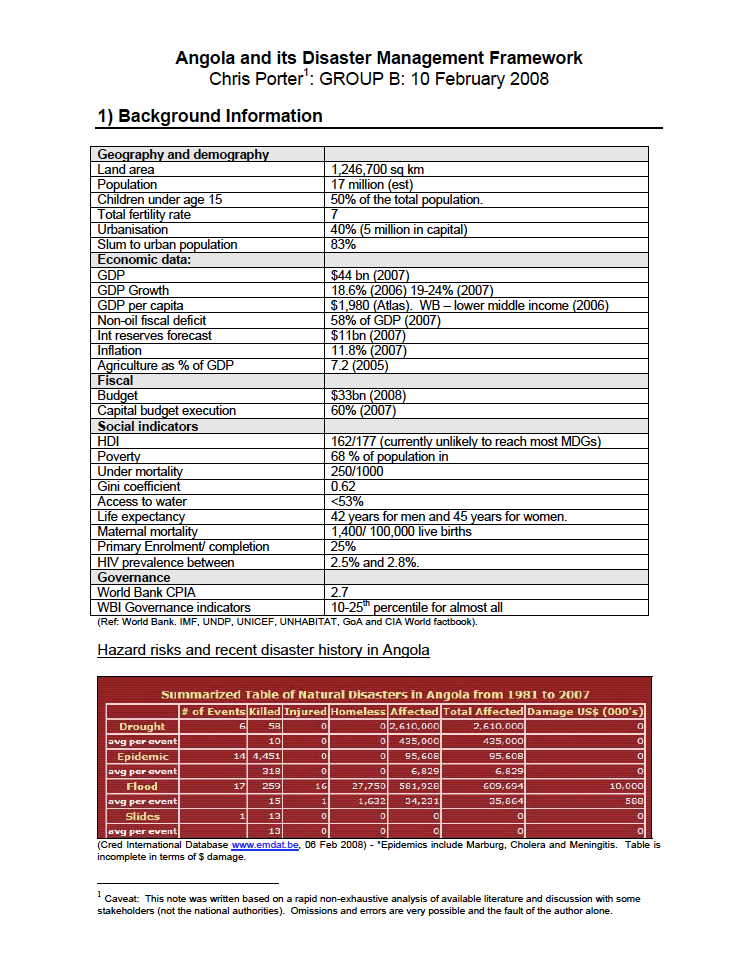 Angola and its Disaster Management Framework
Chris Porter1: GROUP B: 10 February 2008
1) Background Information
Geography and demography
Land area 1,246,700 sq km
Population 17 million (est)
Children under age 15 50% of the total population.
Total fertility rate 7
Urbanisation 40% (5 million in capital)
Slum to urban population 83%
Economic data:
GDP $44 bn (2007)
GDP Growth 18.6% (2006) 19-24% (2007)
GDP per capita $1,980 (Atlas). WB – lower middle income (2006)
Non-oil fiscal deficit 58% of GDP (2007)
Int reserves forecast $11bn (2007)
Inflation 11.8% (2007)
Agriculture as % of GDP 7.2 (2005)
Fiscal
Budget $33bn (2008)
Capital budget execution 60% (2007)
Social indicators
HDI 162/177 (currently unlikely to reach most MDGs)
Poverty 68 % of population in
Under mortality 250/1000
Gini coefficient 0.62
Access to water <53%
Life expectancy 42 years for men and 45 years for women.
Maternal mortality 1,400/ 100,000 live births
Primary Enrolment/ completion 25%
HIV prevalence between 2.5% and 2.8%.
Governance
World Bank CPIA 2.7
WBI Governance indicators 10-25th percentile for almost all
(Ref: World Bank. IMF, UNDP, UNICEF, UNHABITAT, GoA and CIA World factbook).
Hazard risks and recent disaster history in Angola
Summarized Table of Natural Disasters in Angola from 1981 to 2007
# of Events Killed Injured Homeless Affected Total Affected Damage US$ (000's)
Drought 6 58 0 0 2,610,000 2,610,000 0
avg per event 10 0 0 435,000 435,000 0
Epidemic 14 4,451 0 0 95,608 95,608 0
avg per event 318 0 0 6,829 6,829 0
Flood 17 259 16 27,750 581,928 609,694 10,000
avg per event 15 1 1,632 34,231 35,864 588
Slides 1 13 0 0 0 0 0
avg per event 13 0 0 0 0 0
(Cred International Database www.emdat.be, 06 Feb 2008) - *Epidemics include Marburg, Cholera and Meningitis. Table is
incomplete in terms of $ damage.
1 Caveat: This note was written based on a rapid non-exhaustive analysis of available literature and discussion with some
stakeholders (not the national authorities). Omissions and errors are very possible and the fault of the author alone.